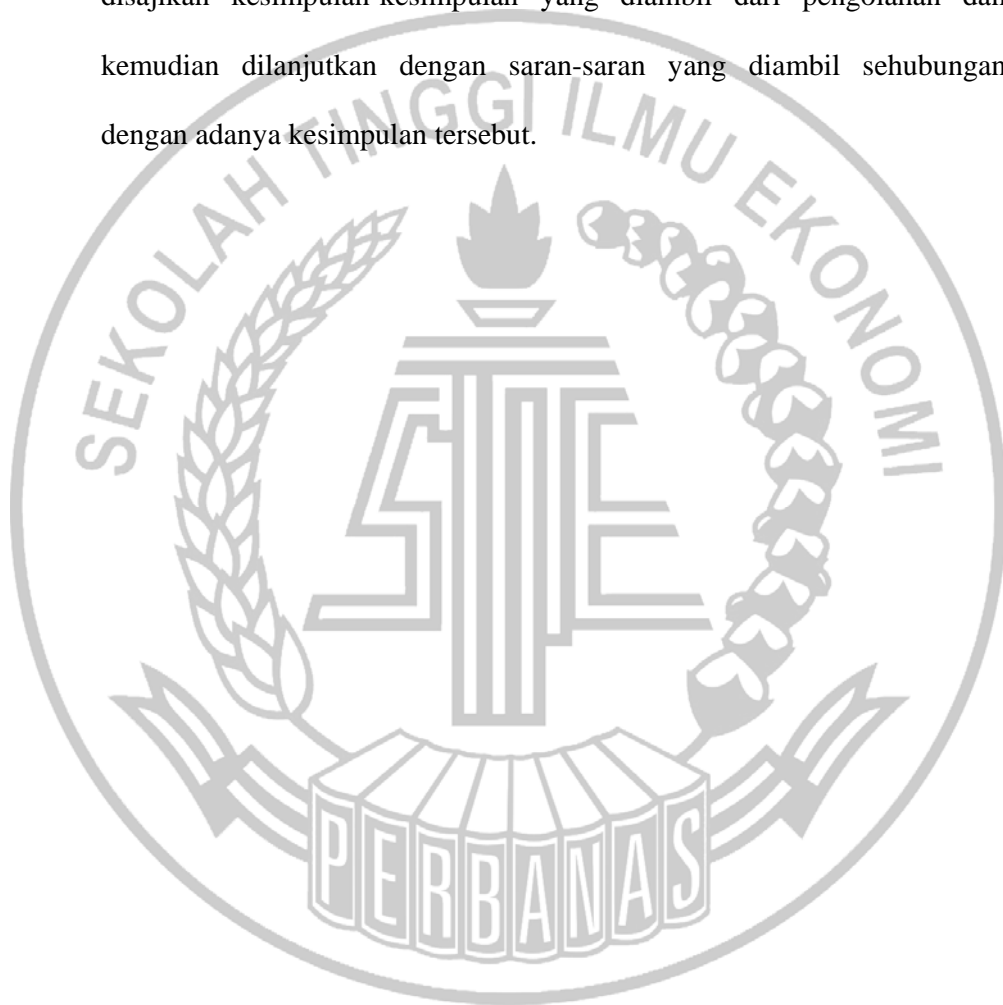 disajikan kesimpulan-kesimpulan yang diambil dari pengolahan dan
kemudian dilanjutkan dengan saran-saran yang diambil sehubungan
dengan adanya kesimpulan tersebut.
SEKOLAH TINGGI ILMU EKONOMI
STIE
PERBANAS